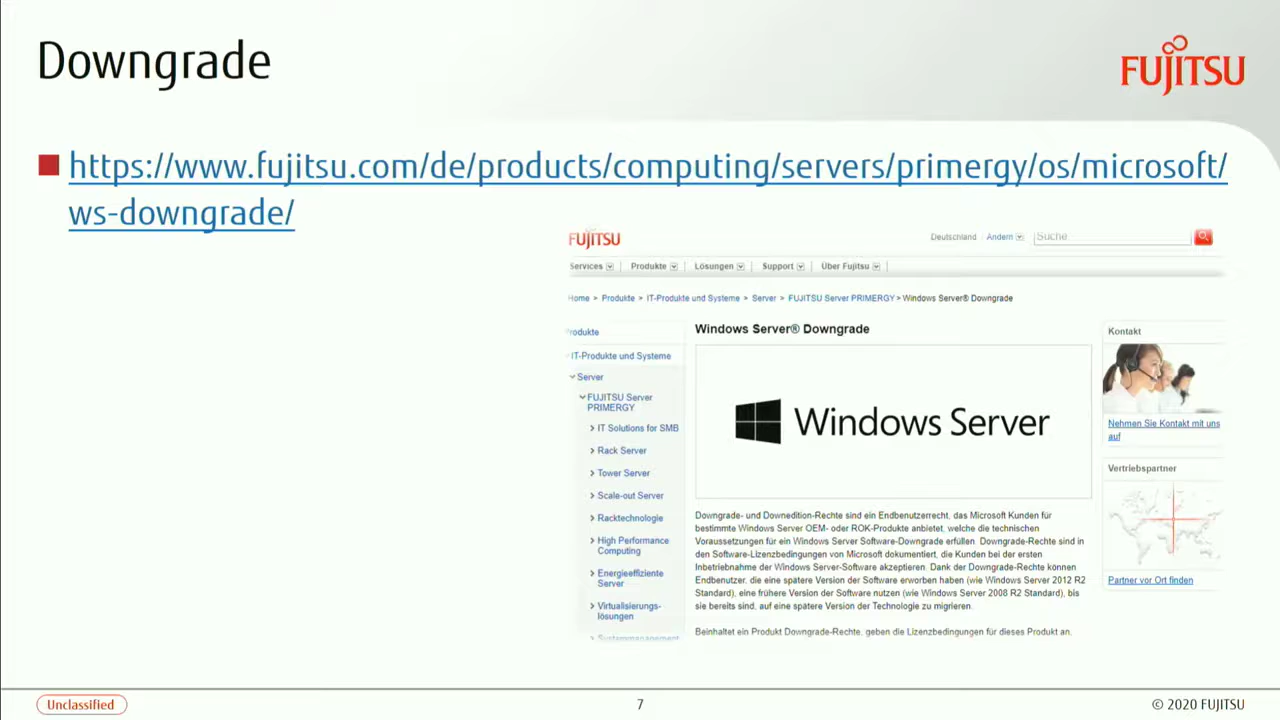 Downgrade
FUJITSU
https://www.fujitsu.com/de/products/computing/servers/primergy/os/microsoft/
ws-downgrade/
FUJITSU
Deutschland Ändern Suche
Services Produkte Lösungen Support Über Fujitsu
Home > Produkte > IT-Produkte und Systeme > Server > FUJITSU Server PRIMERGY > Windows Server® Downgrade
Produkte
IT-Produkte und Systeme
Server
FUJITSU Server
PRIMERGY
IT Solutions for SMB
Rack Server
Tower Server
Scale-out Server
Racktechnologie
High Performance
Computing
Energieeffiziente
Server
Virtualisierungs-
lösungen
Systemmanagement
Windows Server® Downgrade
Windows Server
Downgrade- und Downedition-Rechte sind ein Endbenutzerrecht, das Microsoft Kunden für
bestimmte Windows Server OEM- oder ROK-Produkte anbietet, welche die technischen
Voraussetzungen für ein Windows Server Software-Downgrade erfüllen. Downgrade-Rechte sind in
den Software-Lizenzbedingungen von Microsoft dokumentiert, die Kunden bei der ersten
Inbetriebnahme der Windows Server-Software akzeptieren. Dank der Downgrade-Rechte können
Endbenutzer, die eine spätere Version der Software erworben haben (wie Windows Server 2012 R2
Standard), eine frühere Version der Software nutzen (wie Windows Server 2008 R2 Standard), bis
sie bereits sind, auf eine spätere Version der Technologie zu migrieren.
Beinhaltet ein Produkt Downgrade-Rechte, geben die Lizenzbedingungen für dieses Produkt an,
Kontakt
Nehmen Sie Kontakt mit uns
auf
Vertriebspartner
Partner vor Ort finden
Unclassified
7
© 2020 FUJITSU